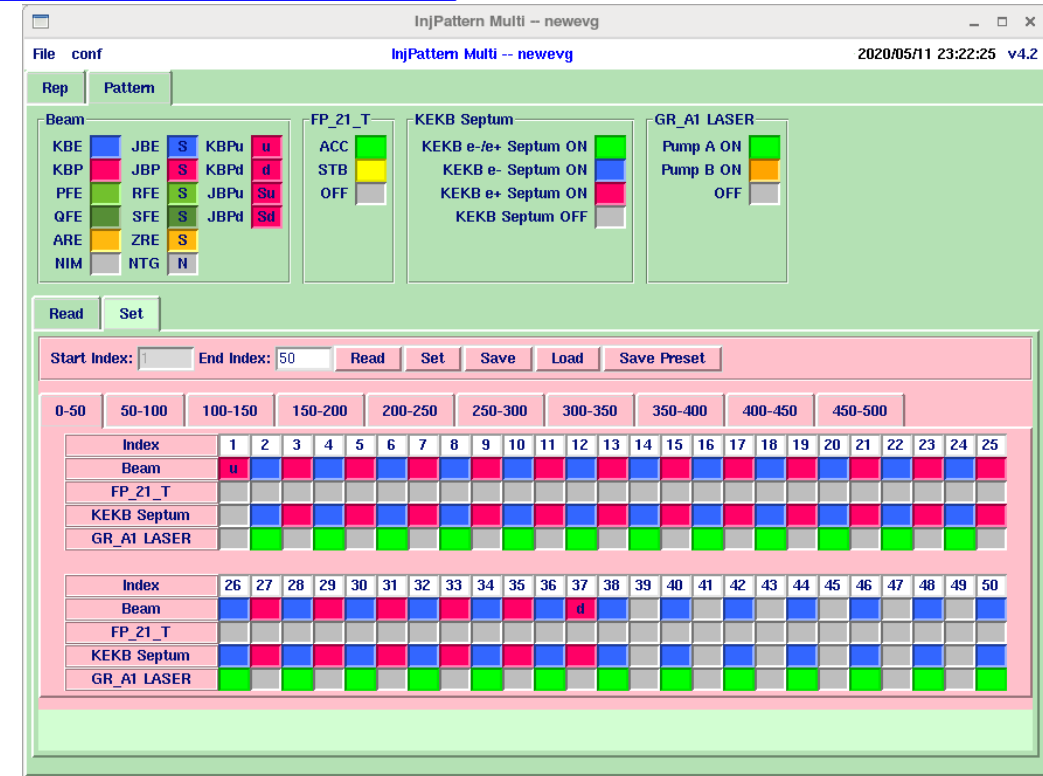 InjPattern Multi -- newevg
File conf InjPattern Multi -- newevg 2020/05/11 23:22:25 v4.2
Rep Pattern
Beam FP_21_T KEKB Septum GR_A1 LASER
KBE JBE S KBPu u ACC KEKB e-/e+ Septum ON Pump A ON
KBP JBP S KBPd d STB KEKB e- Septum ON Pump B ON
PFE RFE S JBPu Su OFF KEKB e+ Septum ON OFF
QFE SFE S JBPd Sd KEKB Septum OFF
ARE ZRE S
NIM NTG N
Read Set
Start Index: 1 End Index: 50 Read Set Save Load Save Preset
0-50 50-100 100-150 150-200 200-250 250-300 300-350 350-400 400-450 450-500
Index 1 2 3 4 5 6 7 8 9 10 11 12 13 14 15 16 17 18 19 20 21 22 23 24 25
Beam u
FP_21_T
KEKB Septum
GR_A1 LASER
Index 26 27 28 29 30 31 32 33 34 35 36 37 38 39 40 41 42 43 44 45 46 47 48 49 50
Beam d
FP_21_T
KEKB Septum
GR_A1 LASER